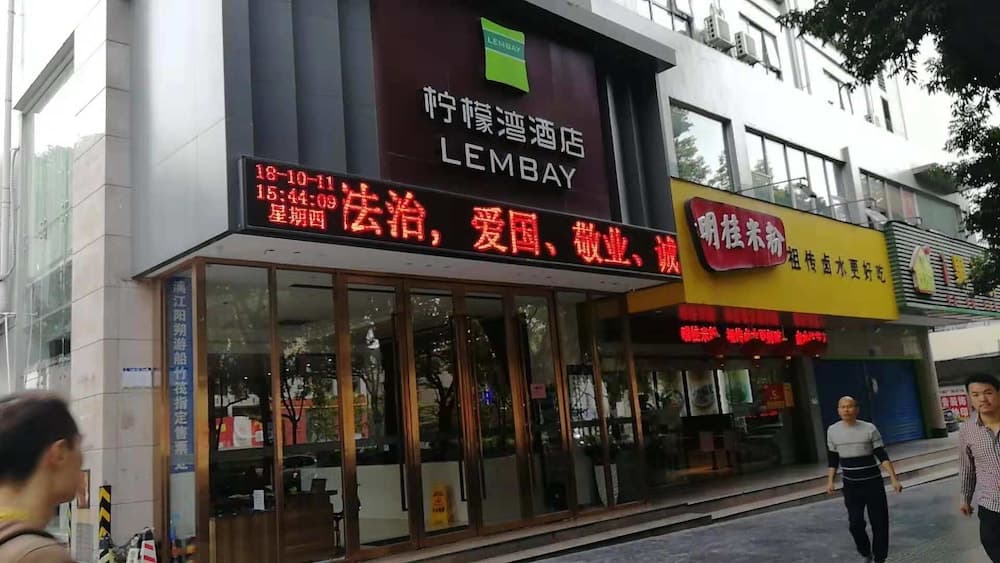 LEMBAY
柠檬湾酒店
LEMBAY
18-10-11
15:44:09
星期四
法治，爱国、敬业、诚
明桂米粉
祖传卤水更好吃
漓江阳朔游船竹筏指定售票